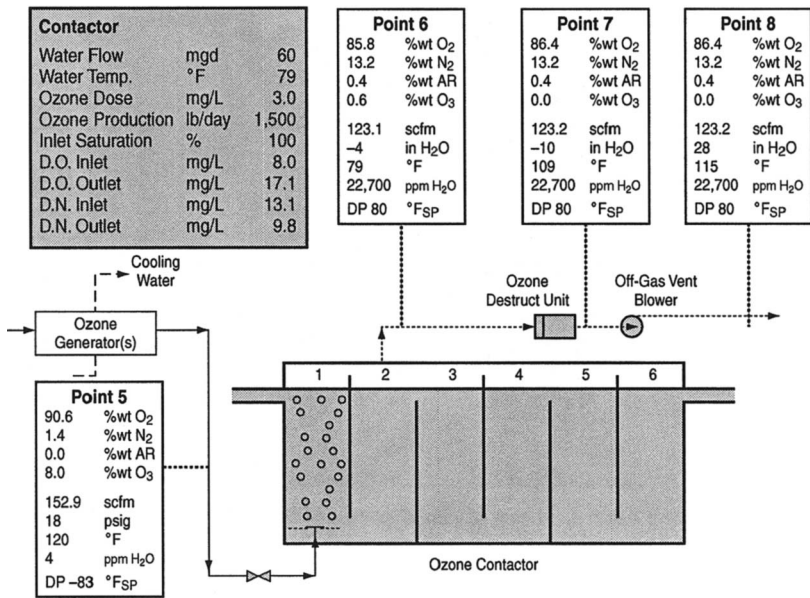 Contactor
Water Flow mgd 60
Water Temp. °F 79
Ozone Dose mg/L 3.0
Ozone Production lb/day 1,500
Inlet Saturation % 100
D.O. Inlet mg/L 8.0
D.O. Outlet mg/L 17.1
D.N. Inlet mg/L 13.1
D.N. Outlet mg/L 9.8
Point 6
85.8 %wt O₂
13.2 %wt N₂
0.4 %wt AR
0.6 %wt O₃
123.1 scfm
–4 in H₂O
79 °F
22,700 ppm H₂O
DP 80 °FSP
Point 7
86.4 %wt O₂
13.2 %wt N₂
0.4 %wt AR
0.0 %wt O₃
123.2 scfm
–10 in H₂O
109 °F
22,700 ppm H₂O
DP 80 °FSP
Point 8
86.4 %wt O₂
13.2 %wt N₂
0.4 %wt AR
0.0 %wt O₃
123.2 scfm
28 in H₂O
115 °F
22,700 ppm H₂O
DP 80 °FSP
Cooling
Water
Ozone
Generator(s)
Ozone
Destruct Unit
Off-Gas Vent
Blower
Point 5
90.6 %wt O₂
1.4 %wt N₂
0.0 %wt AR
8.0 %wt O₃
152.9 scfm
18 psig
120 °F
4 ppm H₂O
DP –83 °FSP
1 2 3 4 5 6
Ozone Contactor